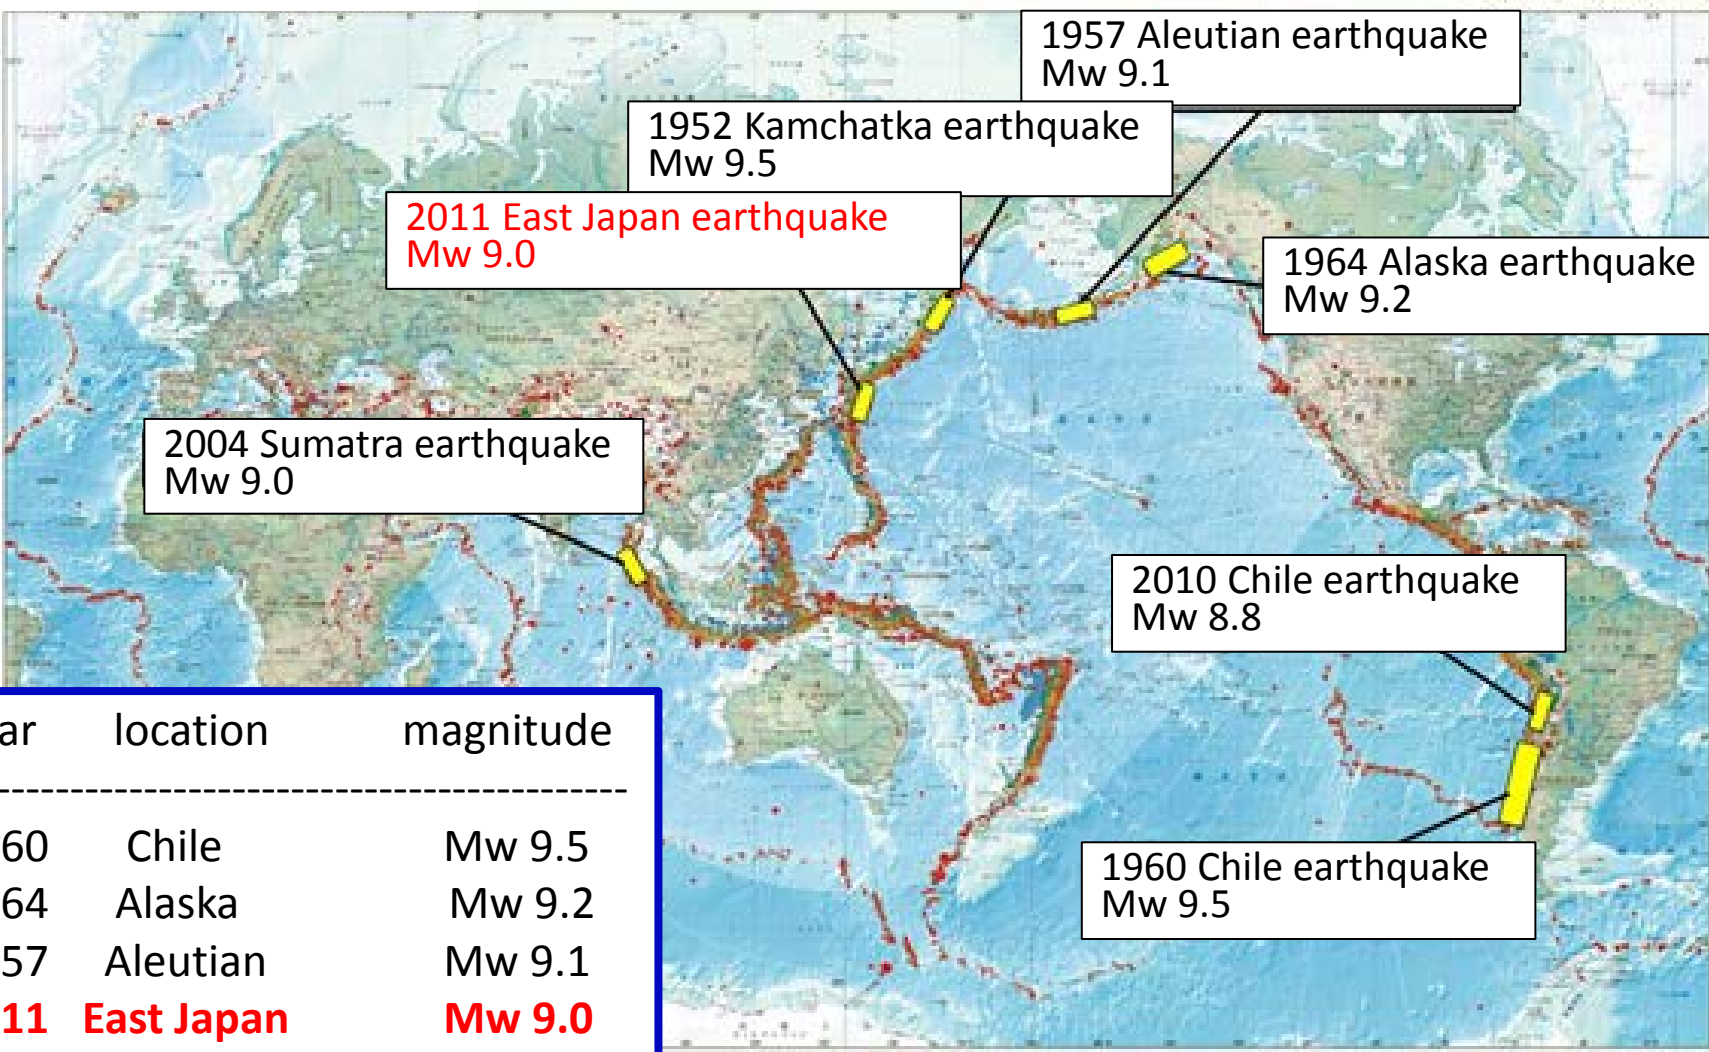 1957 Aleutian earthquake
Mw 9.1
1952 Kamchatka earthquake
Mw 9.5
2011 East Japan earthquake
Mw 9.0
1964 Alaska earthquake
Mw 9.2
2004 Sumatra earthquake
Mw 9.0
2010 Chile earthquake
Mw 8.8
1960 Chile earthquake
Mw 9.5
ar location magnitude
--------------------------------------------
60 Chile Mw 9.5
64 Alaska Mw 9.2
57 Aleutian Mw 9.1
11 East Japan Mw 9.0